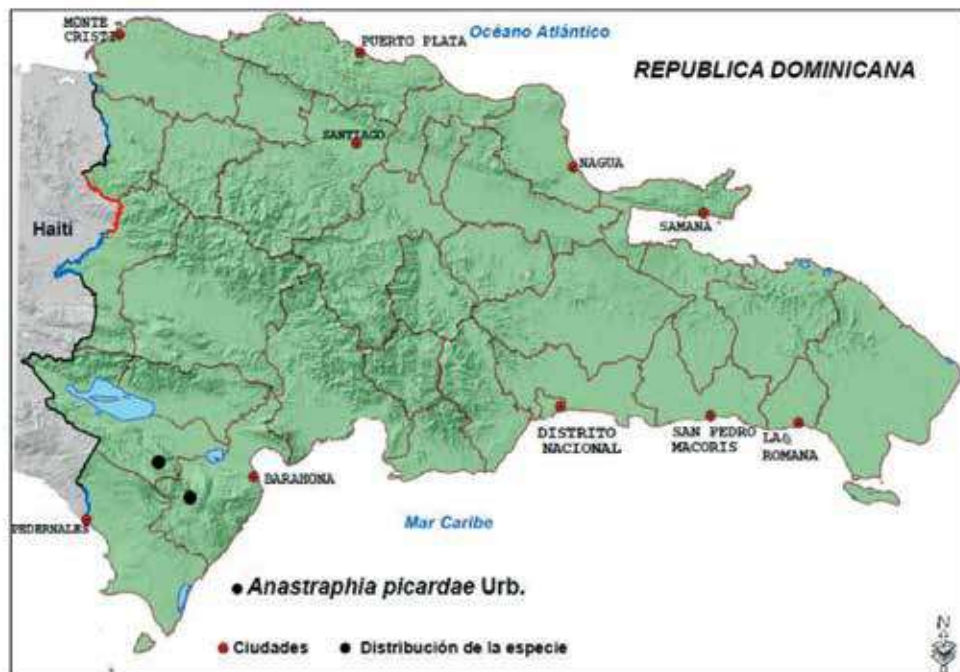 MONTE
CRISTI
PUERTO PLATA
Océano Atlántico
REPUBLICA DOMINICANA
SANTIAGO
NAGUA
SAMANA
Haití
DISTRITO
NACIONAL
SAN PEDRO
MACORIS
LA
ROMANA
BARAHONA
PEDERNALES
Mar Caribe
Anastraphia picardae Urb.
Ciudades
Distribución de la especie
N